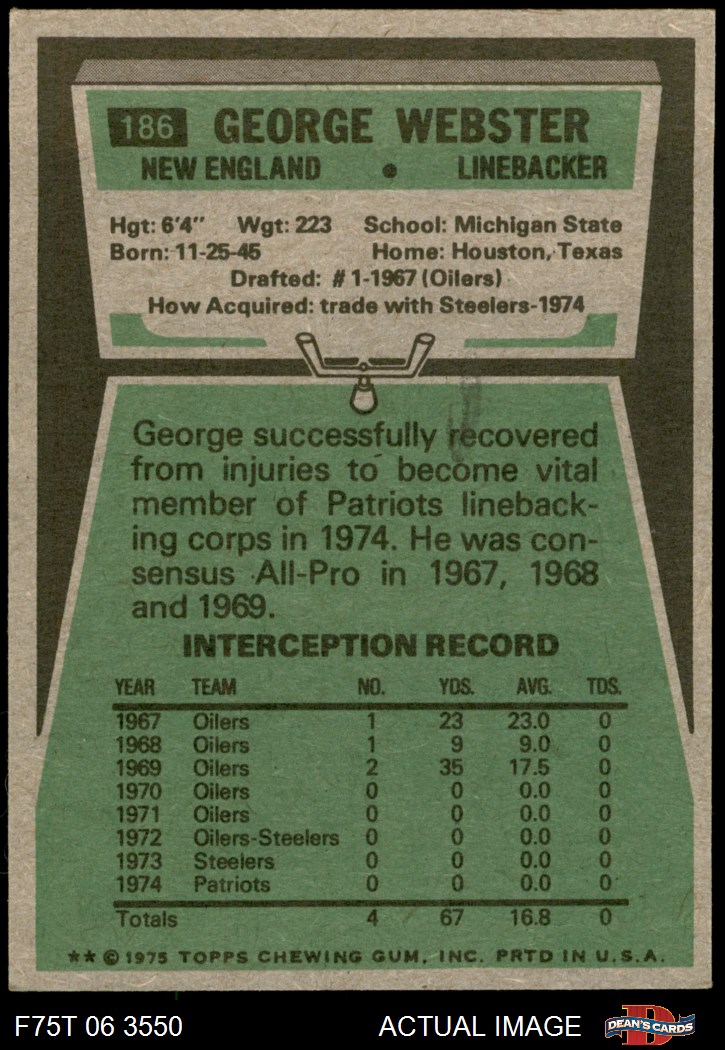 186 GEORGE WEBSTER
NEW ENGLAND • LINEBACKER
Hgt: 6'4" Wgt: 223 School: Michigan State
Born: 11-25-45 Home: Houston, Texas
Drafted: #1-1967 (Oilers)
How Acquired: trade with Steelers-1974
George successfully recovered
from injuries to become vital
member of Patriots lineback-
ing corps in 1974. He was con-
sensus All-Pro in 1967, 1968
and 1969.
INTERCEPTION RECORD
YEAR TEAM NO. YDS. AVG. TDS.
1967 Oilers 1 23 23.0 0
1968 Oilers 1 9 9.0 0
1969 Oilers 2 35 17.5 0
1970 Oilers 0 0 0.0 0
1971 Oilers 0 0 0.0 0
1972 Oilers-Steelers 0 0 0.0 0
1973 Steelers 0 0 0.0 0
1974 Patriots 0 0 0.0 0
Totals 4 67 16.8 0
** © 1975 TOPPS CHEWING GUM, INC. PRTD IN U.S.A.
F75T 06 3550 ACTUAL IMAGE D DEAN'S CARDS